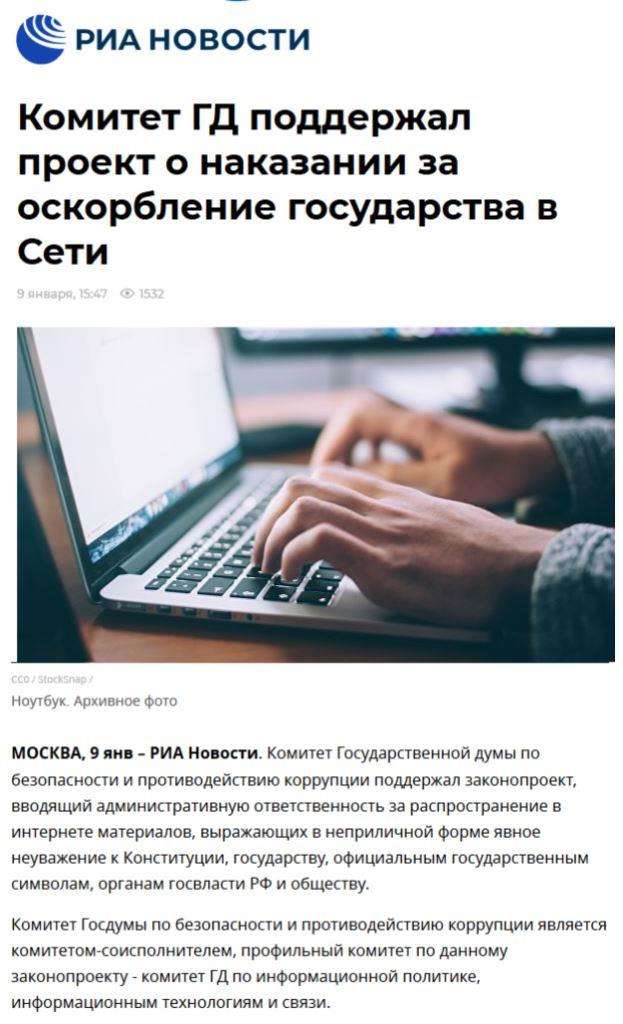 РИА НОВОСТИ
Комитет ГД поддержал
проект о наказании за
оскорбление государства в
Сети
9 января, 15:47 1532
CC0 / StockSnap /
Ноутбук. Архивное фото
МОСКВА, 9 янв – РИА Новости. Комитет Государственной думы по
безопасности и противодействию коррупции поддержал законопроект,
вводящий административную ответственность за распространение в
интернете материалов, выражающих в неприличной форме явное
неуважение к Конституции, государству, официальным государственным
символам, органам госвласти РФ и обществу.
Комитет Госдумы по безопасности и противодействию коррупции является
комитетом-соисполнителем, профильный комитет по данному
законопроекту - комитет ГД по информационной политике,
информационным технологиям и связи.